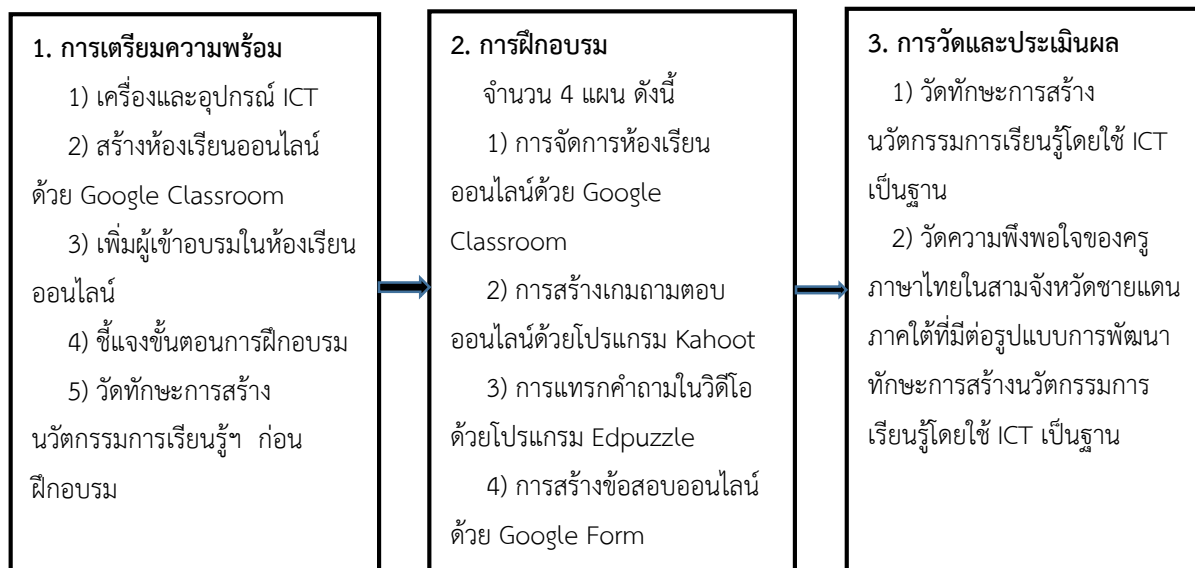 1. การเตรียมความพร้อม
1) เครื่องและอุปกรณ์ ICT
2) สร้างห้องเรียนออนไลน์
ด้วย Google Classroom
3) เพิ่มผู้เข้าอบรมในห้องเรียน
ออนไลน์
4) ชี้แจงขั้นตอนการฝึกอบรม
5) วัดทักษะการสร้าง
นวัตกรรมการเรียนรู้ฯ ก่อน
ฝึกอบรม
2. การฝึกอบรม
จำนวน 4 แผน ดังนี้
1) การจัดการห้องเรียน
ออนไลน์ด้วย Google
Classroom
2) การสร้างเกมถามตอบ
ออนไลน์ด้วยโปรแกรม Kahoot
3) การแทรกคำถามในวิดีโอ
ด้วยโปรแกรม Edpuzzle
4) การสร้างข้อสอบออนไลน์
ด้วย Google Form
3. การวัดและประเมินผล
1) วัดทักษะการสร้าง
นวัตกรรมการเรียนรู้โดยใช้ ICT
เป็นฐาน
2) วัดความพึงพอใจของครู
ภาษาไทยในสามจังหวัดชายแดน
ภาคใต้ที่มีต่อรูปแบบการพัฒนา
ทักษะการสร้างนวัตกรรมการ
เรียนรู้โดยใช้ ICT เป็นฐาน